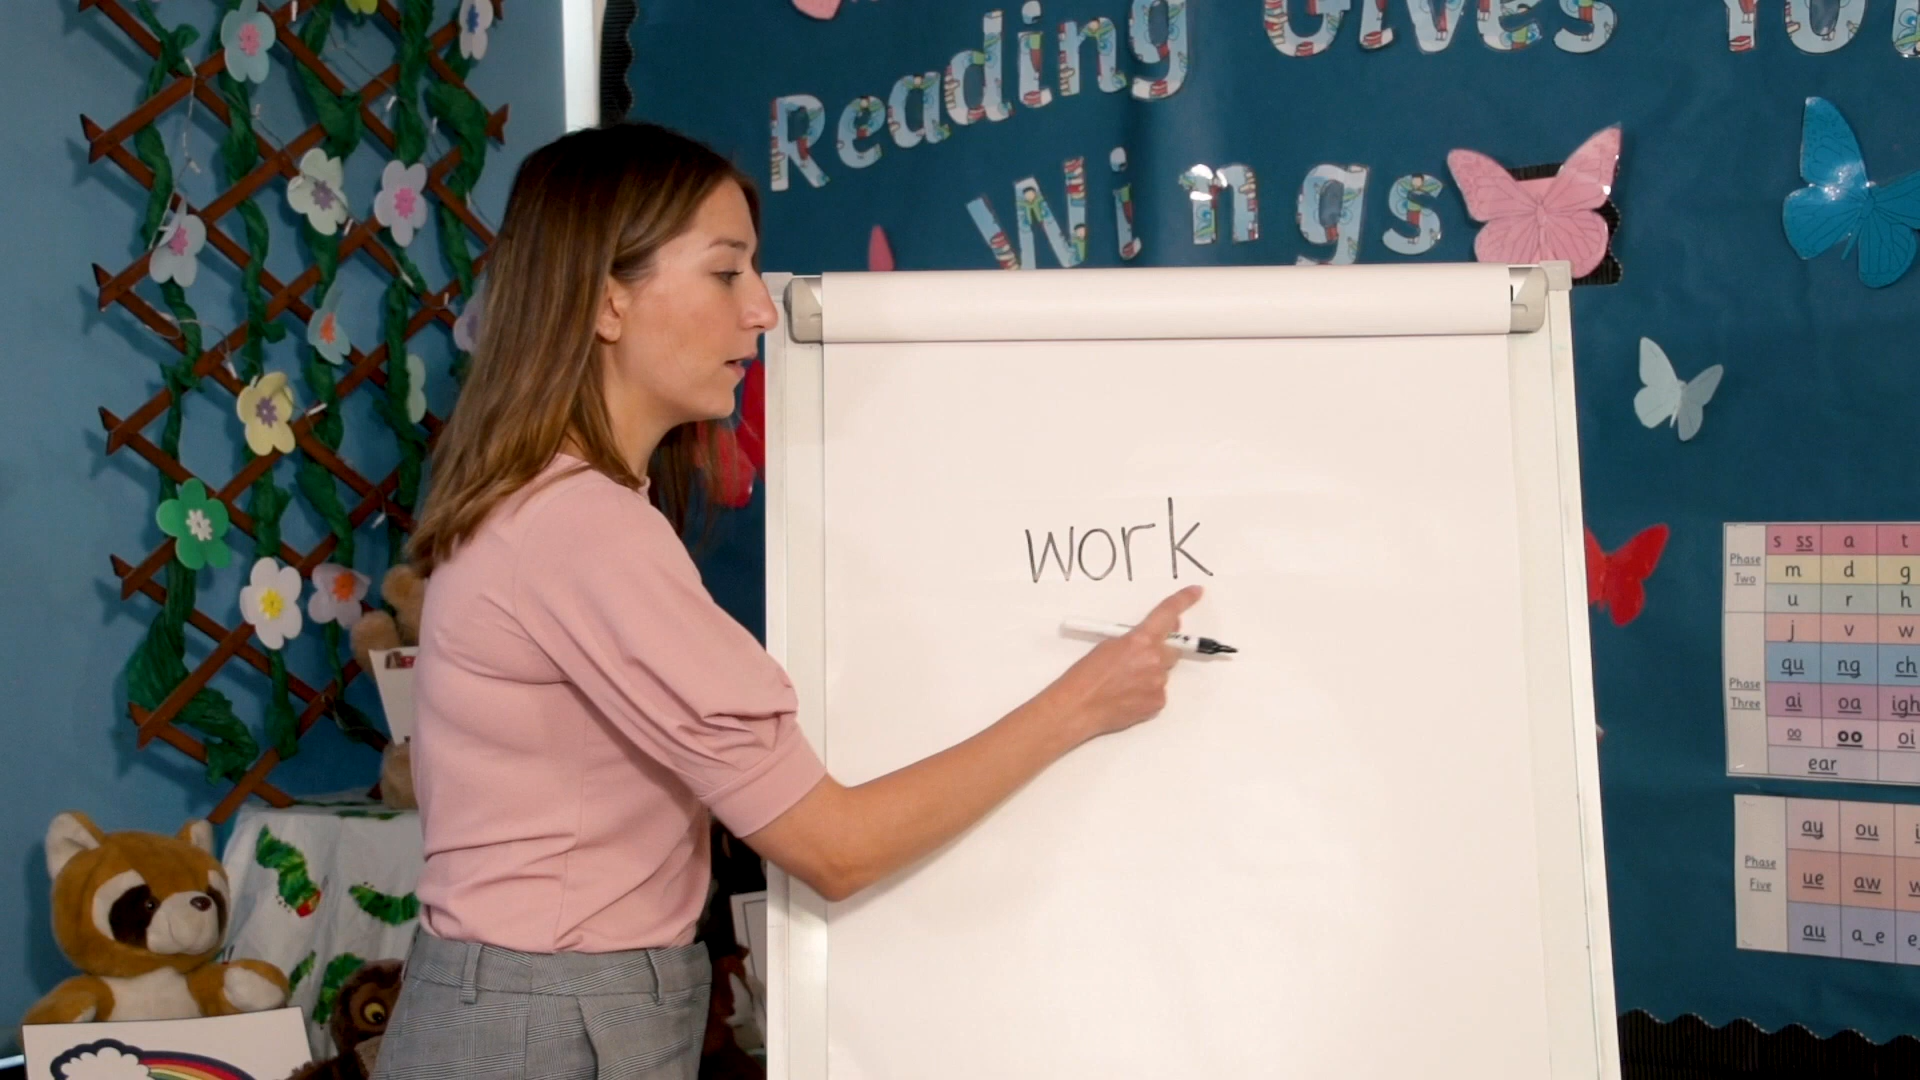 Reading Gives You
Wings
work
Phase Two
s ss a t
m d g
u r h
Phase Three
j v w
qu ng ch
ai oa igh
oo oo oi
ear
Phase Five
ay ou
ue aw
au a_e